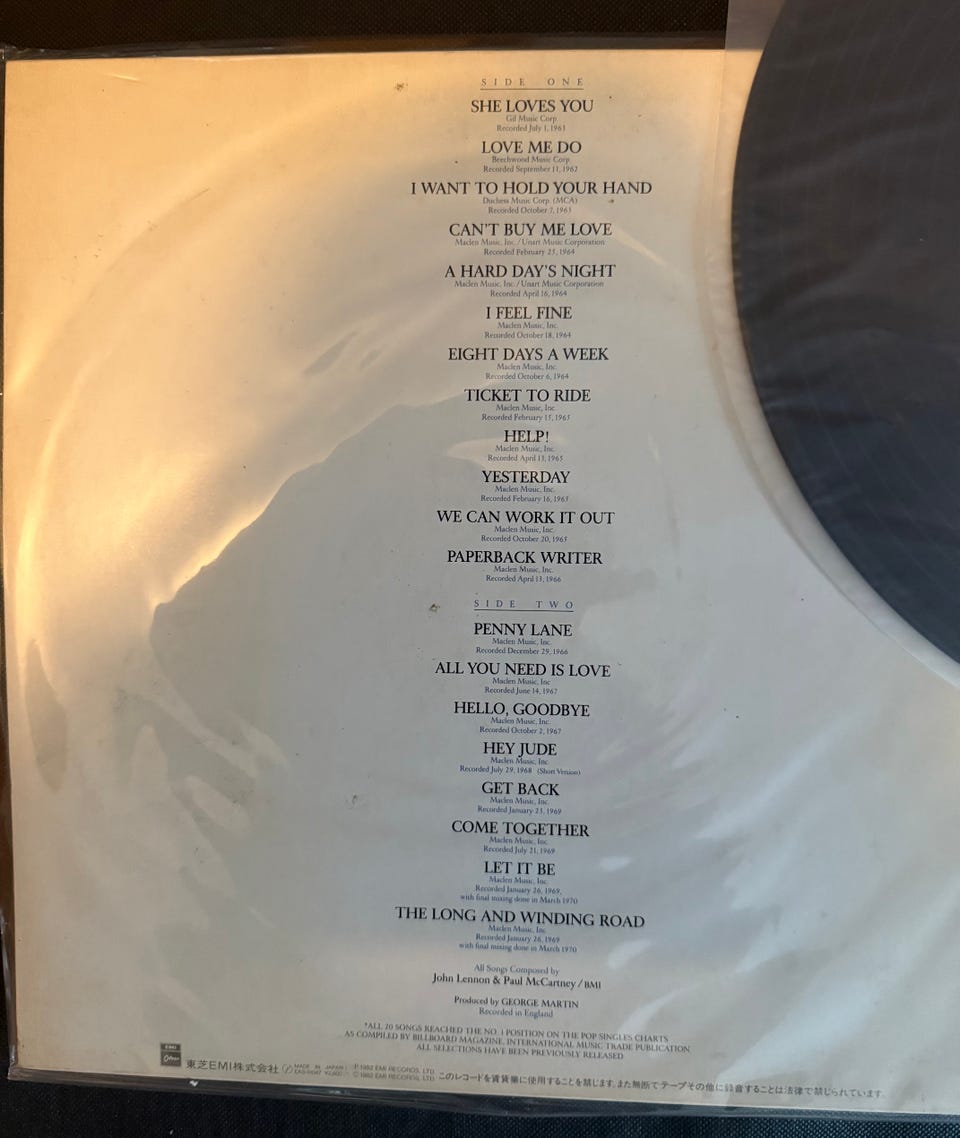 SIDE ONE
SHE LOVES YOU
Gil Music Corp
Recorded July 1, 1963
LOVE ME DO
Beechwood Music Corp
Recorded September 11, 1962
I WANT TO HOLD YOUR HAND
Duchess Music Corp. (MCA)
Recorded October 7, 1963
CAN'T BUY ME LOVE
Maclen Music, Inc. / Unart Music Corporation
Recorded February 25, 1964
A HARD DAY'S NIGHT
Maclen Music, Inc. / Unart Music Corporation
Recorded April 16, 1964
I FEEL FINE
Maclen Music, Inc.
Recorded October 18, 1964
EIGHT DAYS A WEEK
Maclen Music, Inc.
Recorded October 6, 1964
TICKET TO RIDE
Maclen Music, Inc.
Recorded February 15, 1965
HELP!
Maclen Music, Inc.
Recorded April 13, 1965
YESTERDAY
Maclen Music, Inc.
Recorded February 16, 1965
WE CAN WORK IT OUT
Maclen Music, Inc.
Recorded October 20, 1965
PAPERBACK WRITER
Maclen Music, Inc.
Recorded April 13, 1966
SIDE TWO
PENNY LANE
Maclen Music, Inc.
Recorded December 29, 1966
ALL YOU NEED IS LOVE
Maclen Music, Inc
Recorded June 14, 1967
HELLO, GOODBYE
Maclen Music, Inc.
Recorded October 2, 1967
HEY JUDE
Maclen Music, Inc
Recorded July 29, 1968 (Short Version)
GET BACK
Maclen Music, Inc.
Recorded January 23, 1969
COME TOGETHER
Maclen Music, Inc.
Recorded July 21, 1969
LET IT BE
Maclen Music, Inc.
Recorded January 26, 1969,
with final mixing done in March 1970
THE LONG AND WINDING ROAD
Maclen Music, Inc.
Recorded January 26, 1969
with final mixing done in March 1970
All Songs Composed by
John Lennon & Paul McCartney / BMI
Produced by GEORGE MARTIN
Recorded in England
*ALL 20 SONGS REACHED THE NO. 1 POSITION ON THE POP SINGLES CHARTS
AS COMPILED BY BILLBOARD MAGAZINE, INTERNATIONAL MUSIC TRADE PUBLICATION
ALL SELECTIONS HAVE BEEN PREVIOUSLY RELEASED
EMI
Odeon
東芝EMI株式会社
MADE IN JAPAN
Ⓟ1982 EMI RECORDS, LTD.
©1982 EMI RECORDS, LTD.
このレコードを賃貸業に使用することを禁じます。また無断でテープその他に録音することは法律で禁じられています。